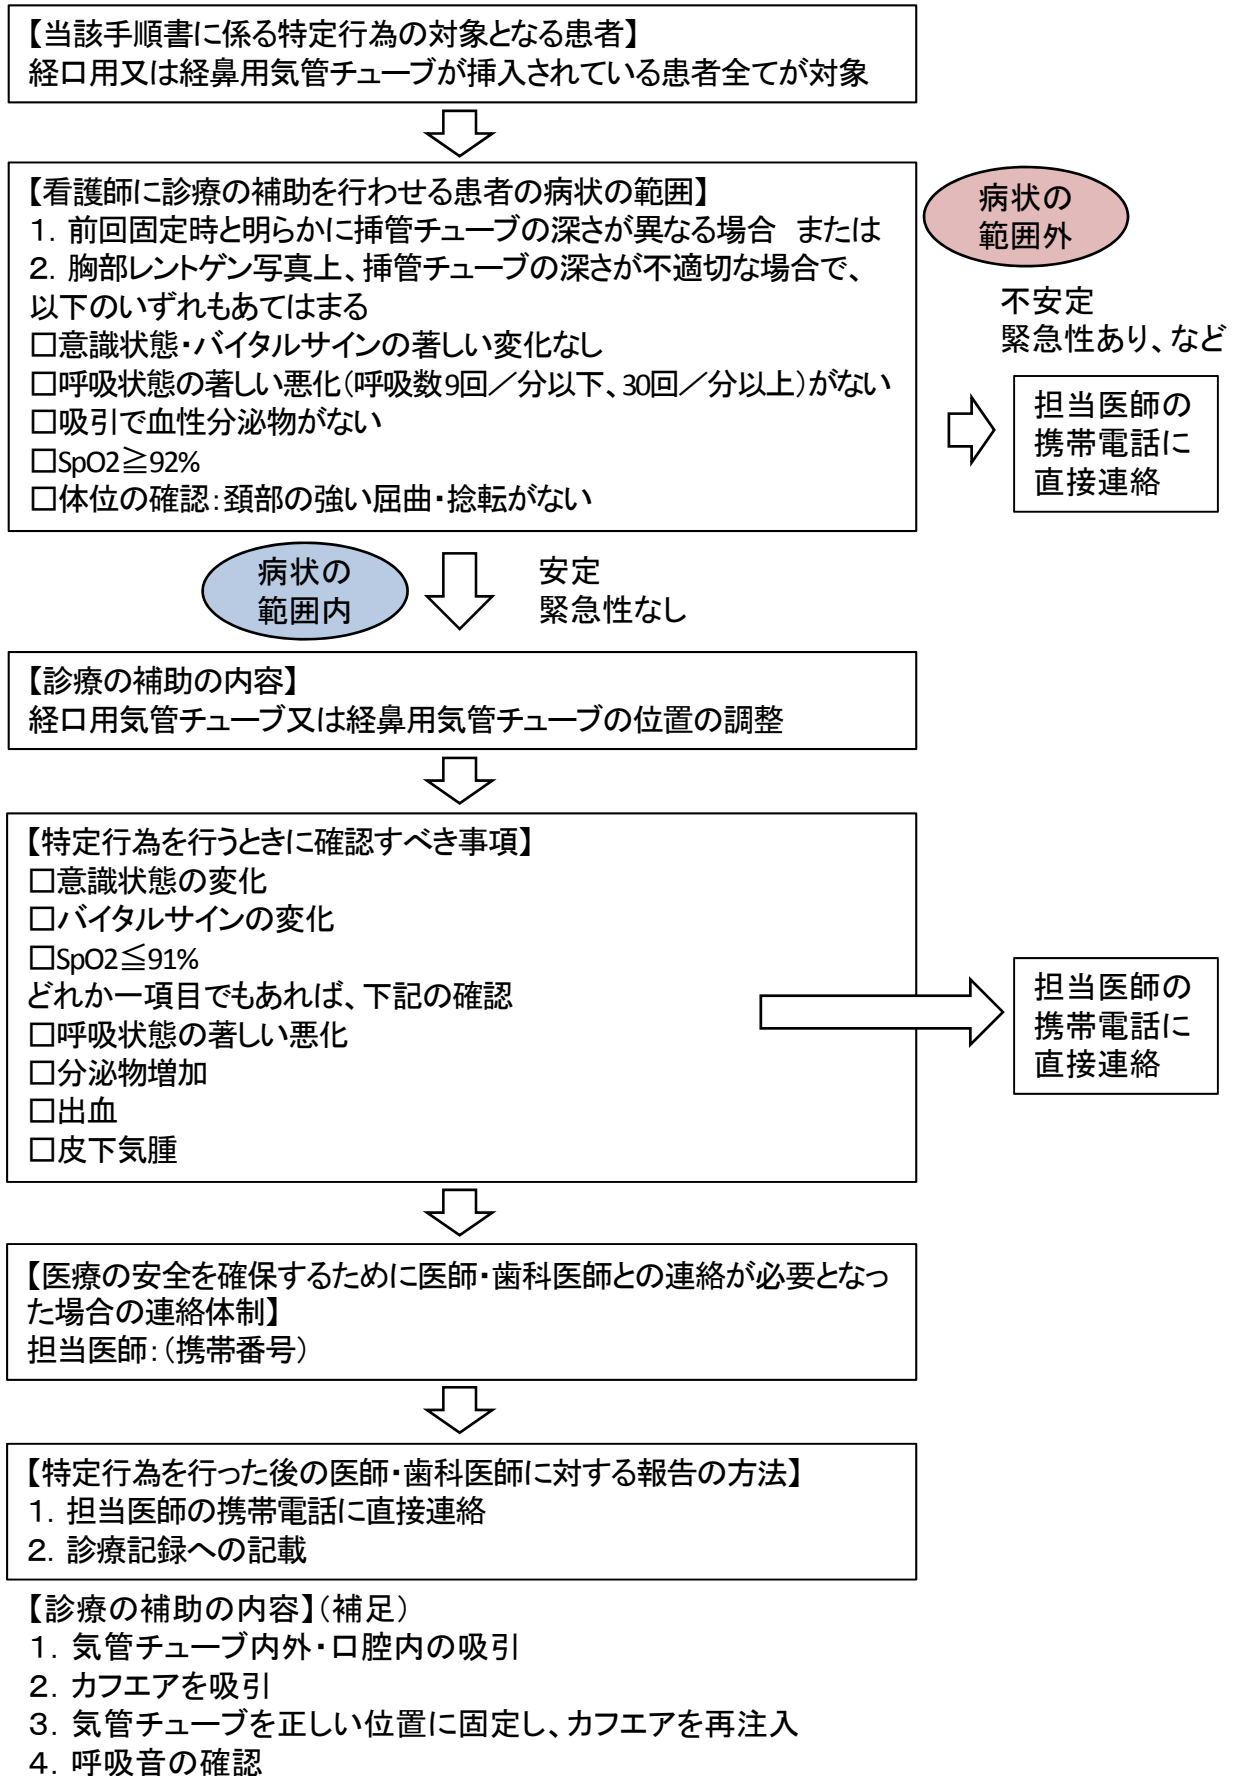 【当該手順書に係る特定行為の対象となる患者】
経口用又は経鼻用気管チューブが挿入されている患者全てが対象
【看護師に診療の補助を行わせる患者の病状の範囲】
１．前回固定時と明らかに挿管チューブの深さが異なる場合　または
２．胸部レントゲン写真上、挿管チューブの深さが不適切な場合で、
以下のいずれもあてはまる
□意識状態・バイタルサインの著しい変化なし
□呼吸状態の著しい悪化（呼吸数9回／分以下、30回／分以上）がない
□吸引で血性分泌物がない
□SpO2≧92%
□体位の確認：頚部の強い屈曲・捻転がない
病状の
範囲外
不安定
緊急性あり、など
担当医師の
携帯電話に
直接連絡
病状の
範囲内
安定
緊急性なし
【診療の補助の内容】
経口用気管チューブ又は経鼻用気管チューブの位置の調整
【特定行為を行うときに確認すべき事項】
□意識状態の変化
□バイタルサインの変化
□SpO2≦91%
どれか一項目でもあれば、下記の確認
□呼吸状態の著しい悪化
□分泌物増加
□出血
□皮下気腫
担当医師の
携帯電話に
直接連絡
【医療の安全を確保するために医師・歯科医師との連絡が必要となっ
た場合の連絡体制】
担当医師：（携帯番号）
【特定行為を行った後の医師・歯科医師に対する報告の方法】
１．担当医師の携帯電話に直接連絡
２．診療記録への記載
【診療の補助の内容】（補足）
１．気管チューブ内外・口腔内の吸引
２．カフエアを吸引
３．気管チューブを正しい位置に固定し、カフエアを再注入
４．呼吸音の確認